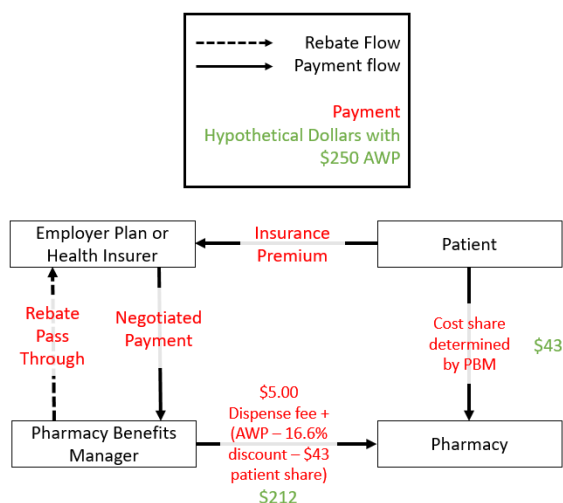 Rebate Flow
Payment flow
Payment
Hypothetical Dollars with
$250 AWP
Employer Plan or
Health Insurer
Insurance
Premium
Patient
Rebate
Pass
Through
Negotiated
Payment
Cost share
determined
by PBM
$43
Pharmacy Benefits
Manager
$5.00
Dispense fee +
(AWP – 16.6%
discount – $43
patient share)
$212
Pharmacy